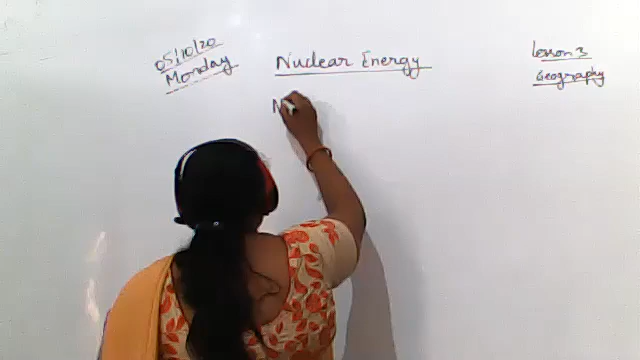 05/10/20
Monday
Nuclear Energy
Lesson 3
Geography
N